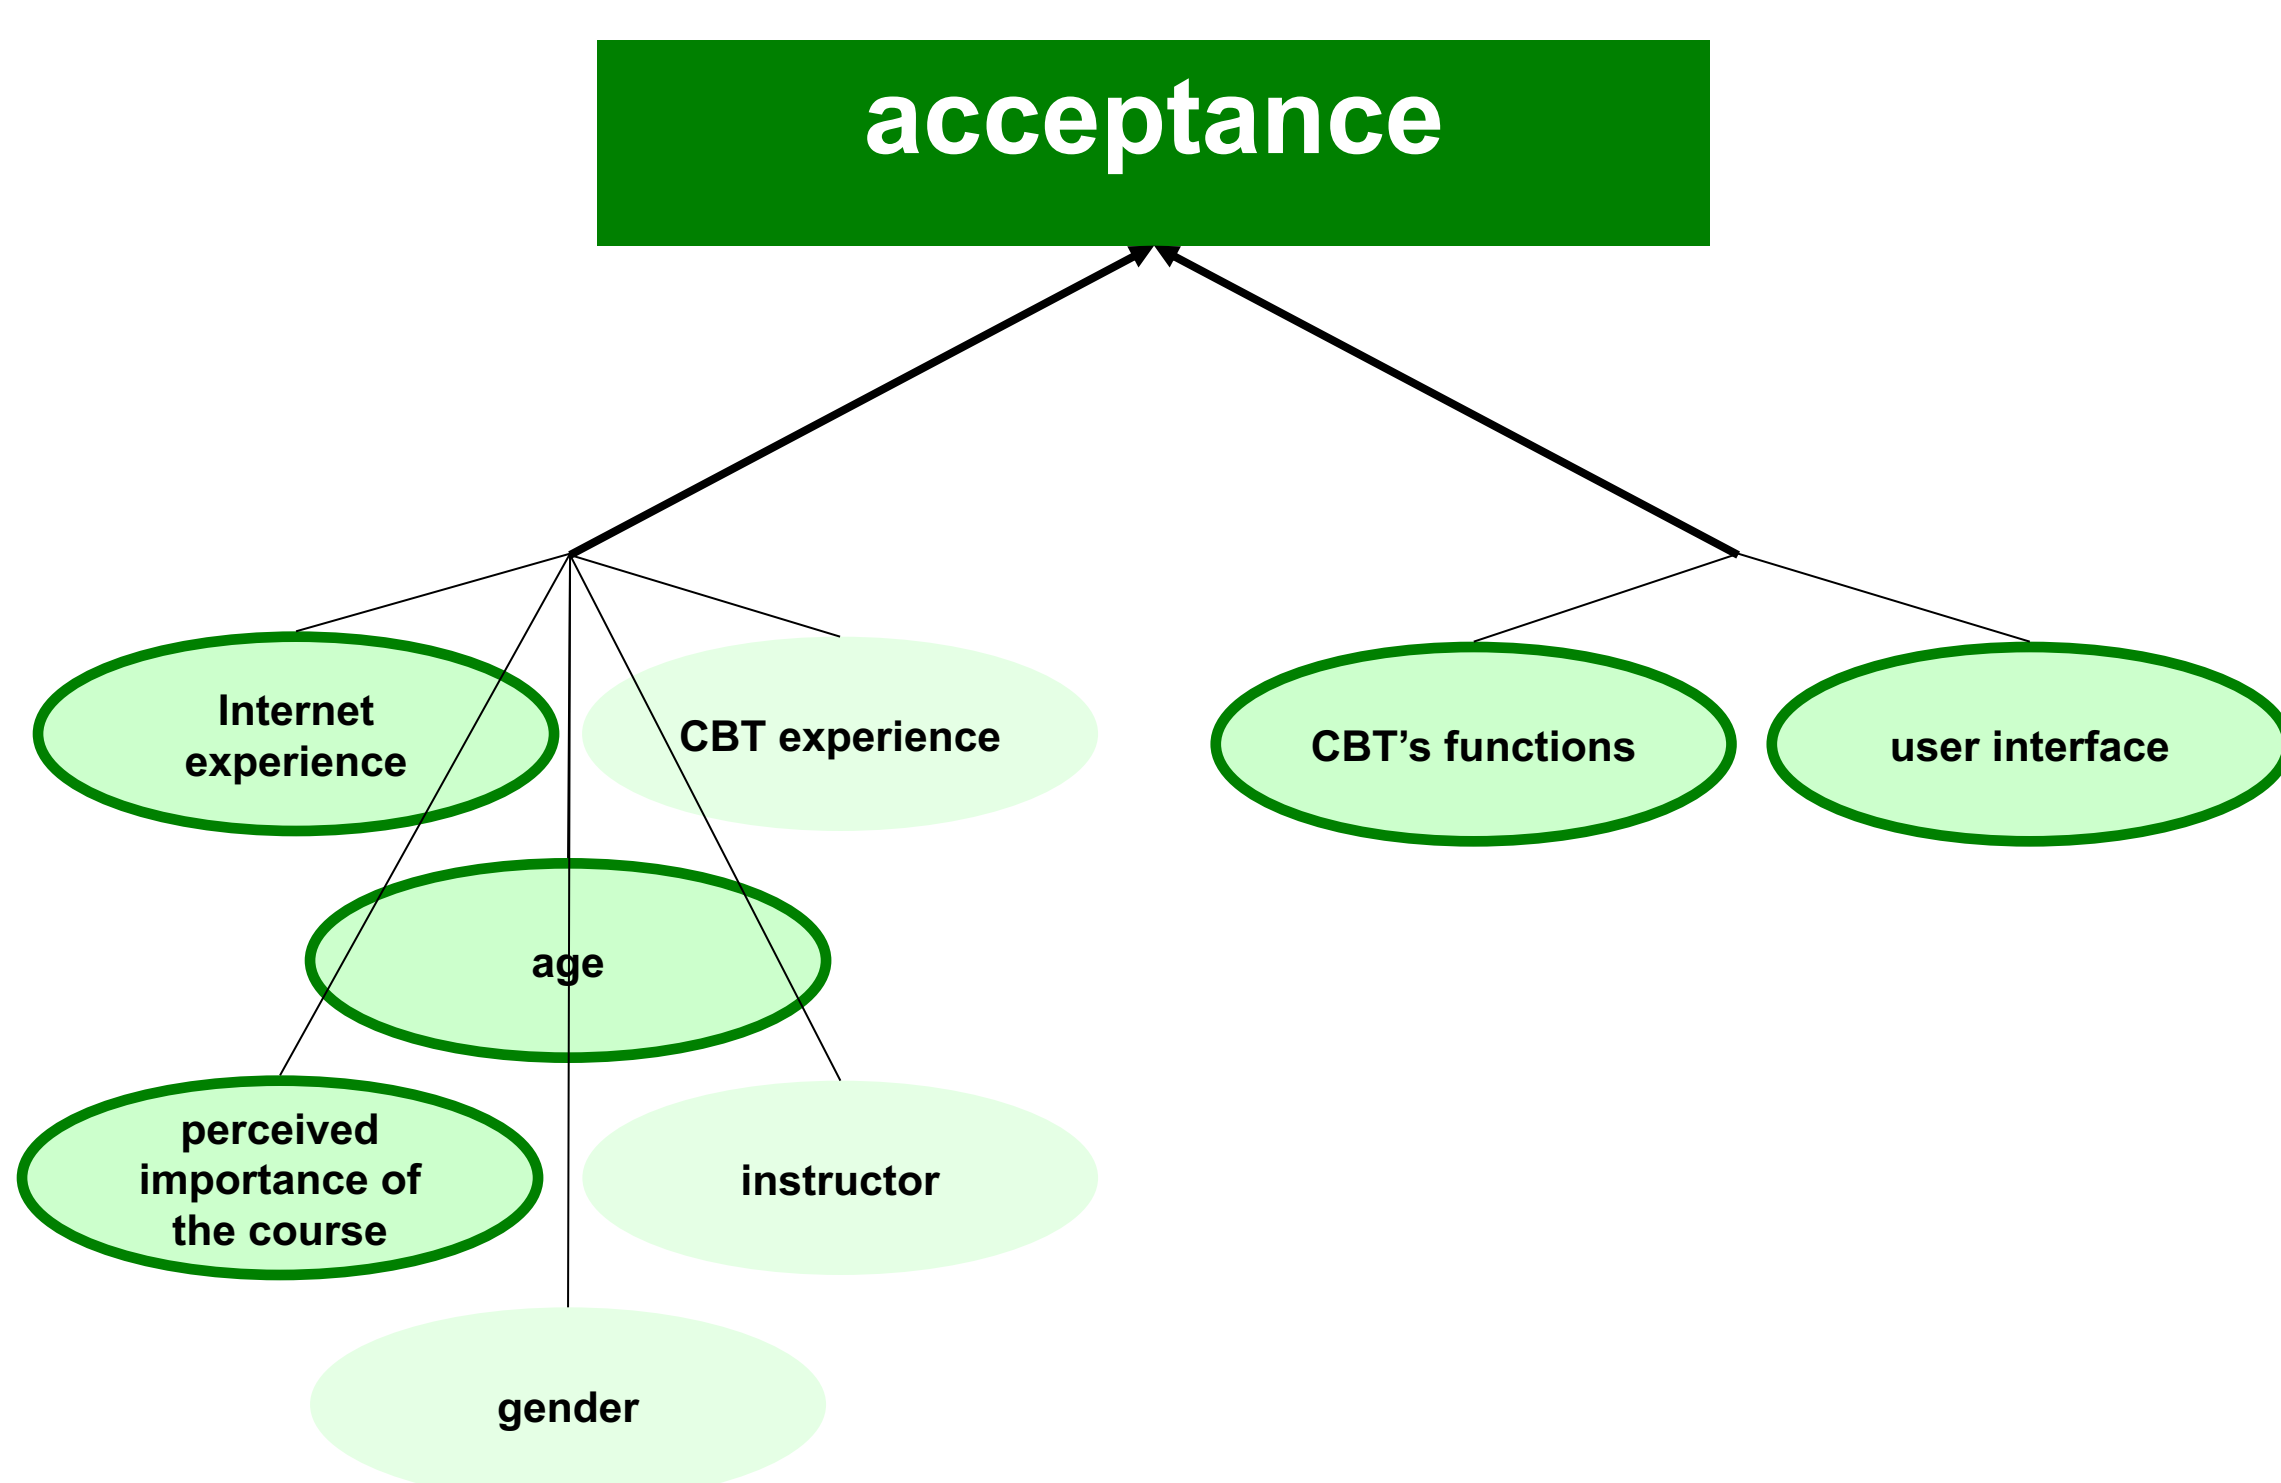 acceptance
Internet
experience
CBT experience
CBT’s functions
user interface
age
perceived
importance of
the course
instructor
gender